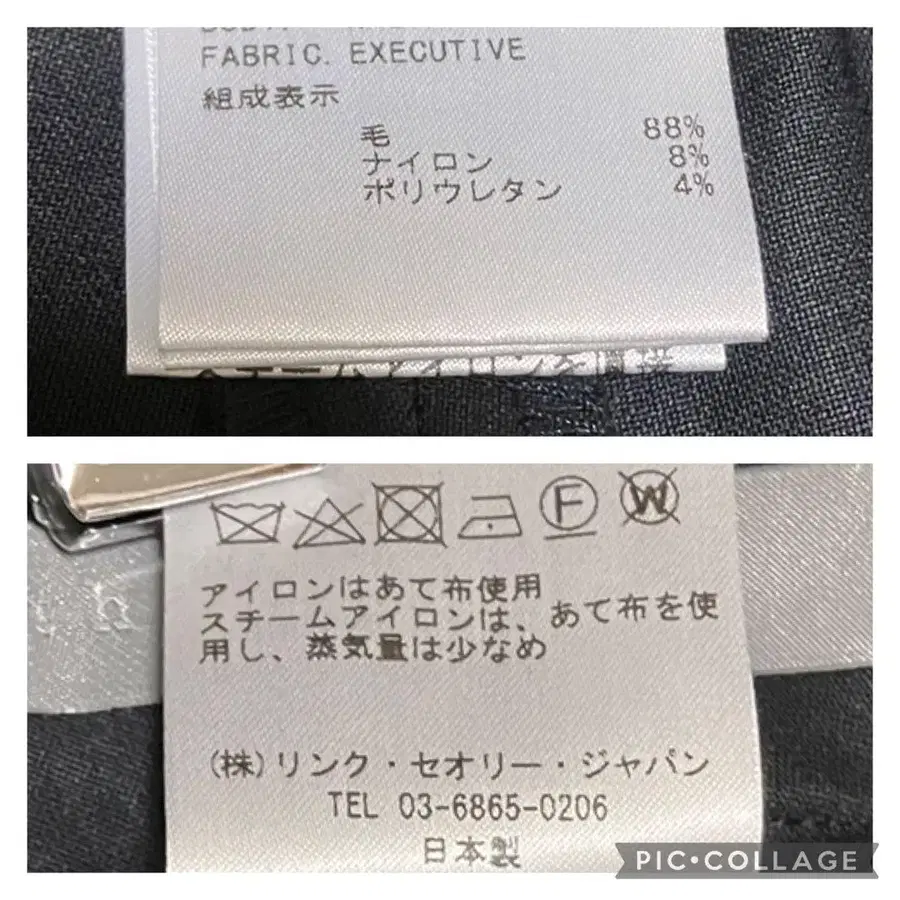 FABRIC. EXECUTIVE
組成表示
毛 88%
ナイロン 8%
ポリウレタン 4%
F
W
アイロンはあて布使用
スチームアイロンは、あて布を使
用し、蒸気量は少なめ
(株)リンク・セオリー・ジャパン
TEL 03-6865-0206
日本製
PIC•COLLAGE